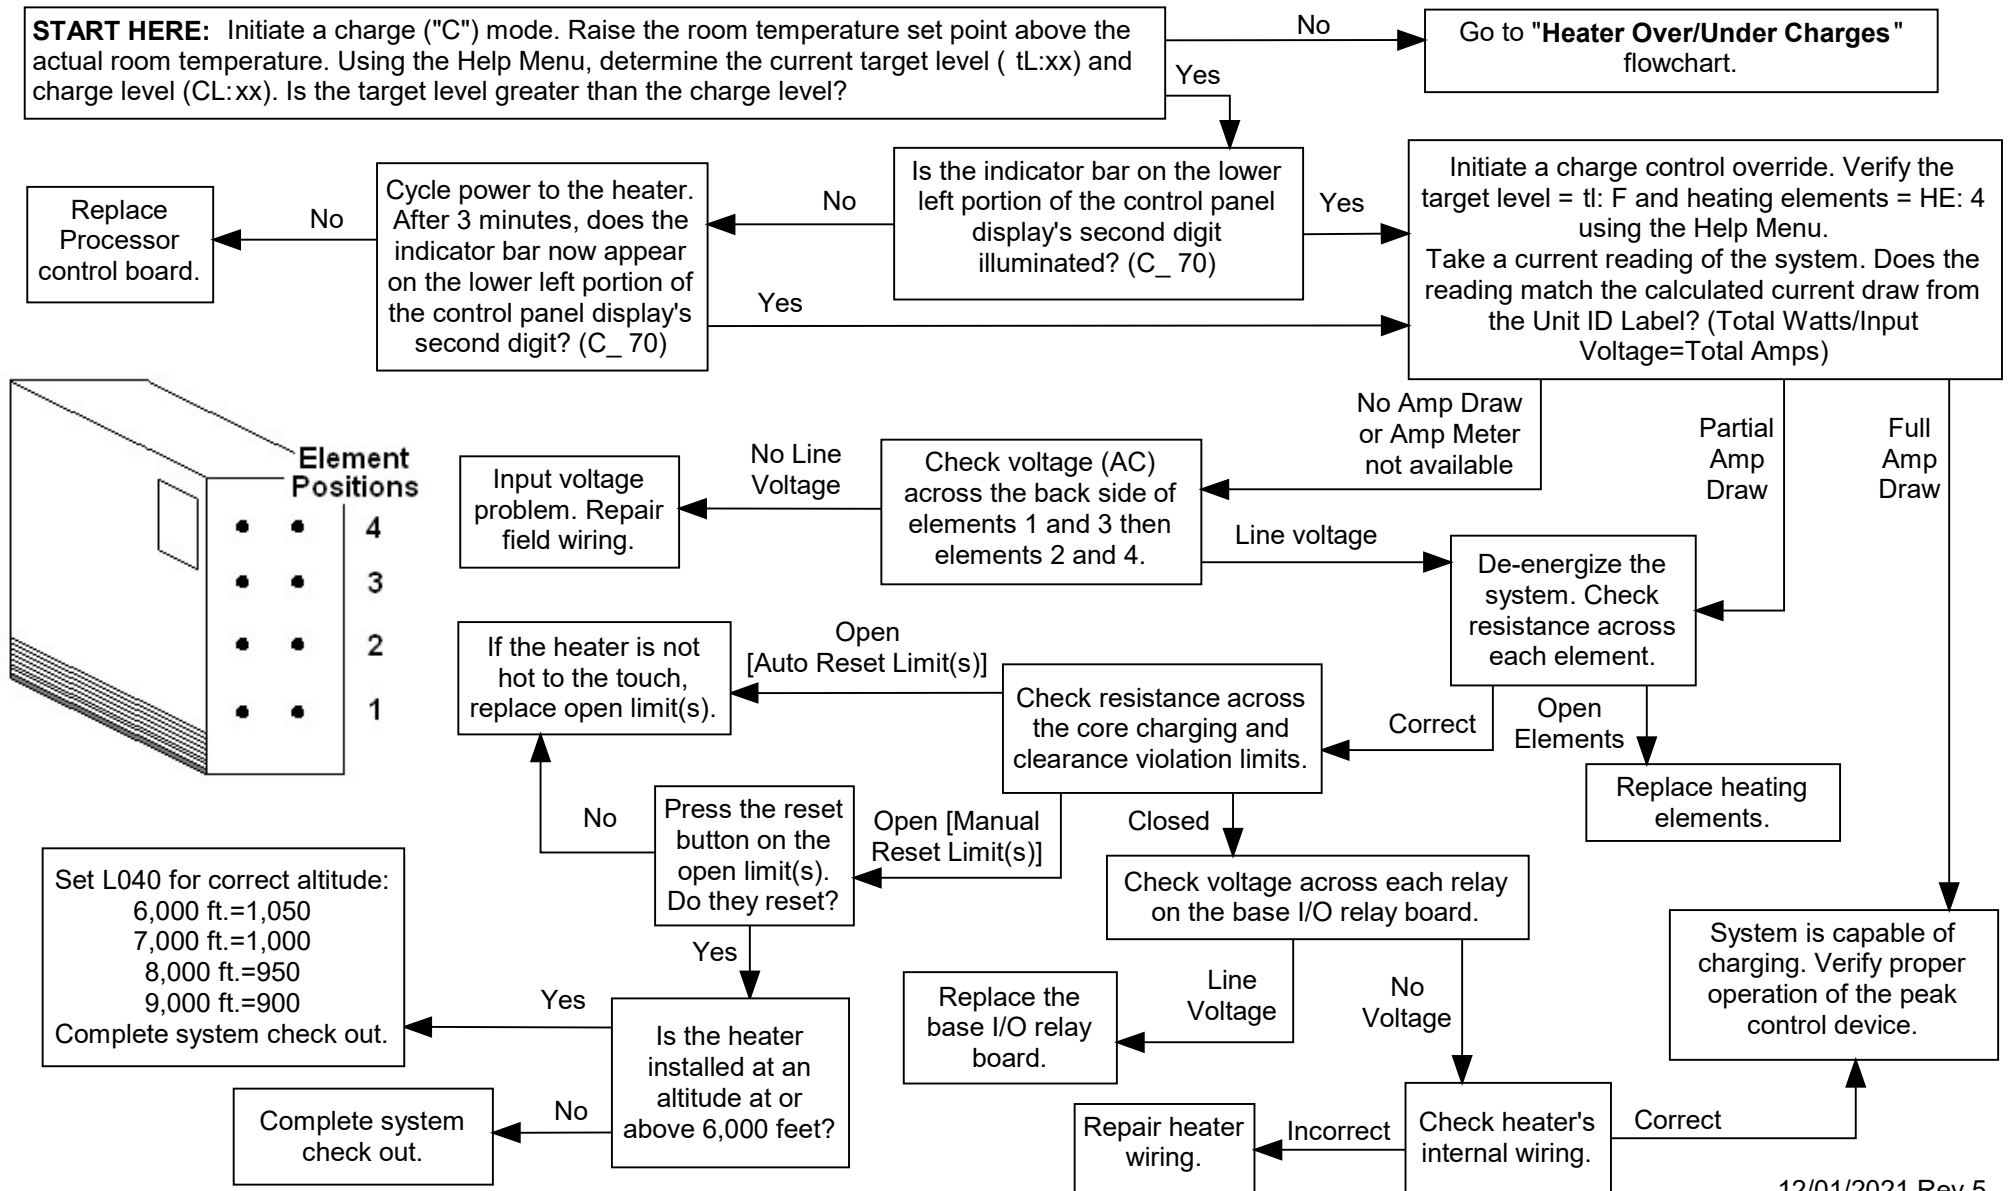 START HERE: Initiate a charge ("C") mode. Raise the room temperature set point above the
actual room temperature. Using the Help Menu, determine the current target level ( tL:xx) and
charge level (CL:xx). Is the target level greater than the charge level?
No
Go to "Heater Over/Under Charges"
flowchart.
Yes
Is the indicator bar on the lower
left portion of the control panel
display's second digit
illuminated? (C_ 70)
No
Yes
Cycle power to the heater.
After 3 minutes, does the
indicator bar now appear
on the lower left portion of
the control panel display's
second digit? (C_ 70)
No
Yes
Replace
Processor
control board.
Initiate a charge control override. Verify the
target level = tl: F and heating elements = HE: 4
using the Help Menu.
Take a current reading of the system. Does the
reading match the calculated current draw from
the Unit ID Label? (Total Watts/Input
Voltage=Total Amps)
No Amp Draw
or Amp Meter
not available
Partial
Amp
Draw
Full
Amp
Draw
Element
Positions
4
3
2
1
Check voltage (AC)
across the back side of
elements 1 and 3 then
elements 2 and 4.
No Line
Voltage
Input voltage
problem. Repair
field wiring.
Line voltage
De-energize the
system. Check
resistance across
each element.
Correct
Open
Elements
Replace heating
elements.
Check resistance across
the core charging and
clearance violation limits.
Open
[Auto Reset Limit(s)]
If the heater is not
hot to the touch,
replace open limit(s).
Open [Manual
Reset Limit(s)]
Press the reset
button on the
open limit(s).
Do they reset?
No
Yes
Closed
Check voltage across each relay
on the base I/O relay board.
Line
Voltage
Replace the
base I/O relay
board.
No
Voltage
Check heater's
internal wiring.
Incorrect
Repair heater
wiring.
Correct
System is capable of
charging. Verify proper
operation of the peak
control device.
Is the heater
installed at an
altitude at or
above 6,000 feet?
Yes
Set L040 for correct altitude:
6,000 ft.=1,050
7,000 ft.=1,000
8,000 ft.=950
9,000 ft.=900
Complete system check out.
No
Complete system
check out.
12/01/2021 Rev 5